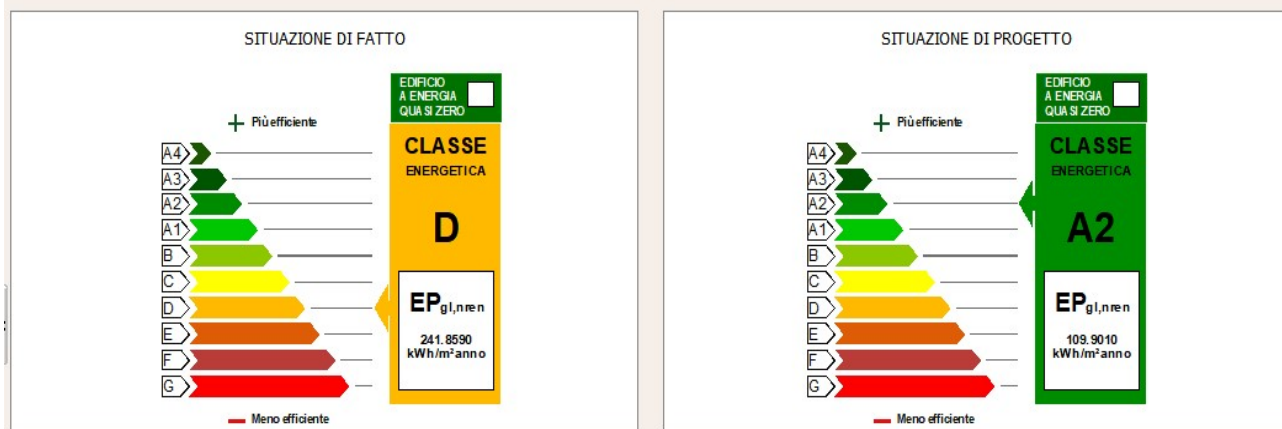 SITUAZIONE DI FATTO
EDIFICIO
A ENERGIA
QUASI ZERO
+ Più efficiente
CLASSE
ENERGETICA
D
A4
A3
A2
A1
B
C
D
E
F
G
EPgl,nren
241.8590
kWh/m²anno
Meno efficiente
SITUAZIONE DI PROGETTO
EDIFICIO
A ENERGIA
QUASI ZERO
+ Più efficiente
CLASSE
ENERGETICA
A2
A4
A3
A2
A1
B
C
D
E
F
G
EPgl,nren
109.9010
kWh/m²anno
Meno efficiente